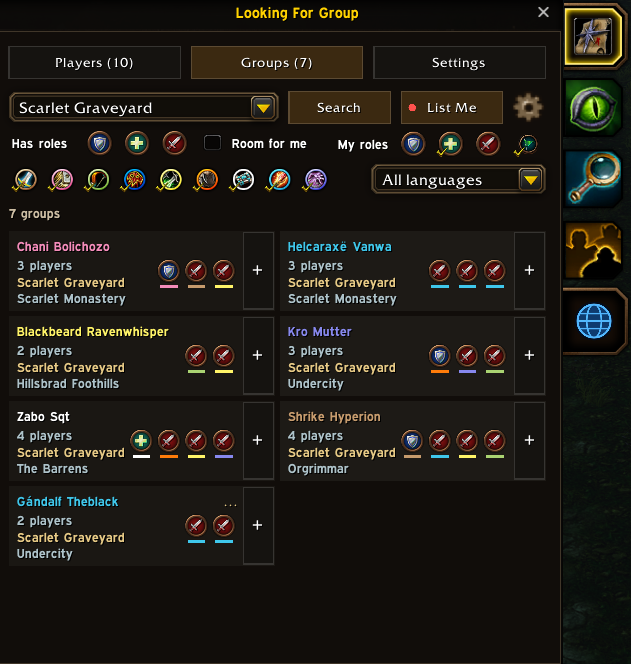 Looking For Group
Players (10)
Groups (7)
Settings
Scarlet Graveyard
Search
List Me
Has roles
Room for me
My roles
All languages
7 groups
Chani Bolichozo
3 players
Scarlet Graveyard
Scarlet Monastery
+
Helcaraxë Vanwa
3 players
Scarlet Graveyard
Scarlet Monastery
+
Blackbeard Ravenwhisper
2 players
Scarlet Graveyard
Hillsbrad Foothills
+
Kro Mutter
3 players
Scarlet Graveyard
Undercity
+
Zabo Sqt
4 players
Scarlet Graveyard
The Barrens
+
Shrike Hyperion
4 players
Scarlet Graveyard
Orgrimmar
+
Gándalf Theblack
...
2 players
Scarlet Graveyard
Undercity
+